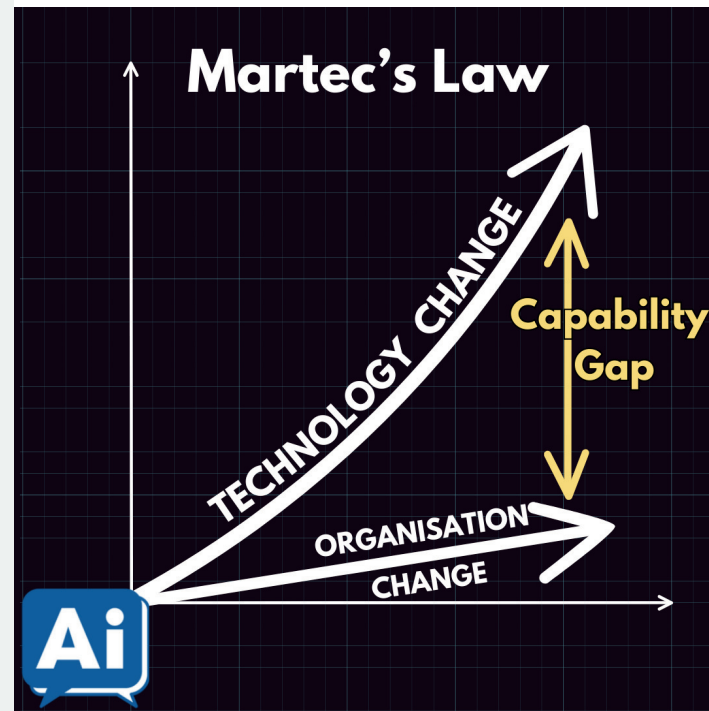 Martec's Law
TECHNOLOGY CHANGE
Capability
Gap
ORGANISATION
CHANGE
Ai